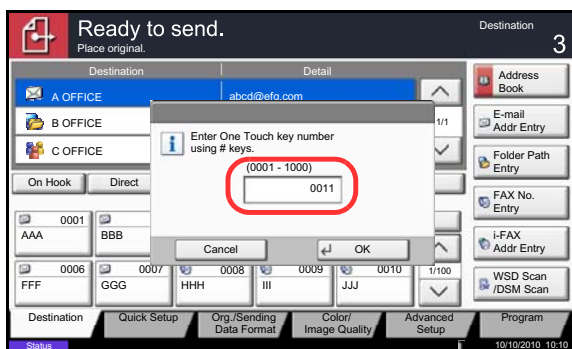 Ready to send.
Place original.
Destination
3
Destination
Detail
A OFFICE
abcd@efg.com
B OFFICE
C OFFICE
1/1
Enter One Touch key number
using # keys.
(0001 - 1000)
0011
Cancel
OK
On Hook
Direct
0001
AAA
BBB
0006
FFF
0007
GGG
0008
HHH
0009
III
0010
JJJ
1/100
Address
Book
E-mail
Addr Entry
Folder Path
Entry
FAX No.
Entry
i-FAX
Addr Entry
WSD Scan
/DSM Scan
Destination
Quick Setup
Org./Sending
Data Format
Color/
Image Quality
Advanced
Setup
Program
Status
10/10/2010 10:10